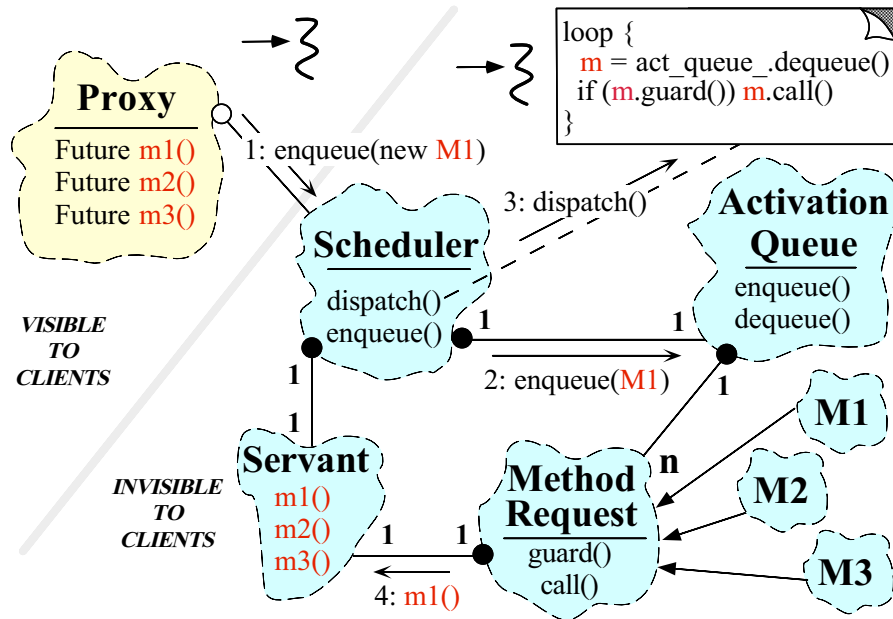 loop {
m = act_queue_.dequeue()
if (m.guard()) m.call()
}
Proxy
Future m1()
Future m2()
Future m3()
1: enqueue(new M1)
3: dispatch()
Scheduler
dispatch()
enqueue()
Activation
Queue
enqueue()
dequeue()
VISIBLE
TO
CLIENTS
1
1
2: enqueue(M1)
1
1
1
n
M1
M2
M3
Servant
m1()
m2()
m3()
INVISIBLE
TO
CLIENTS
Method
Request
guard()
call()
1
1
4: m1()